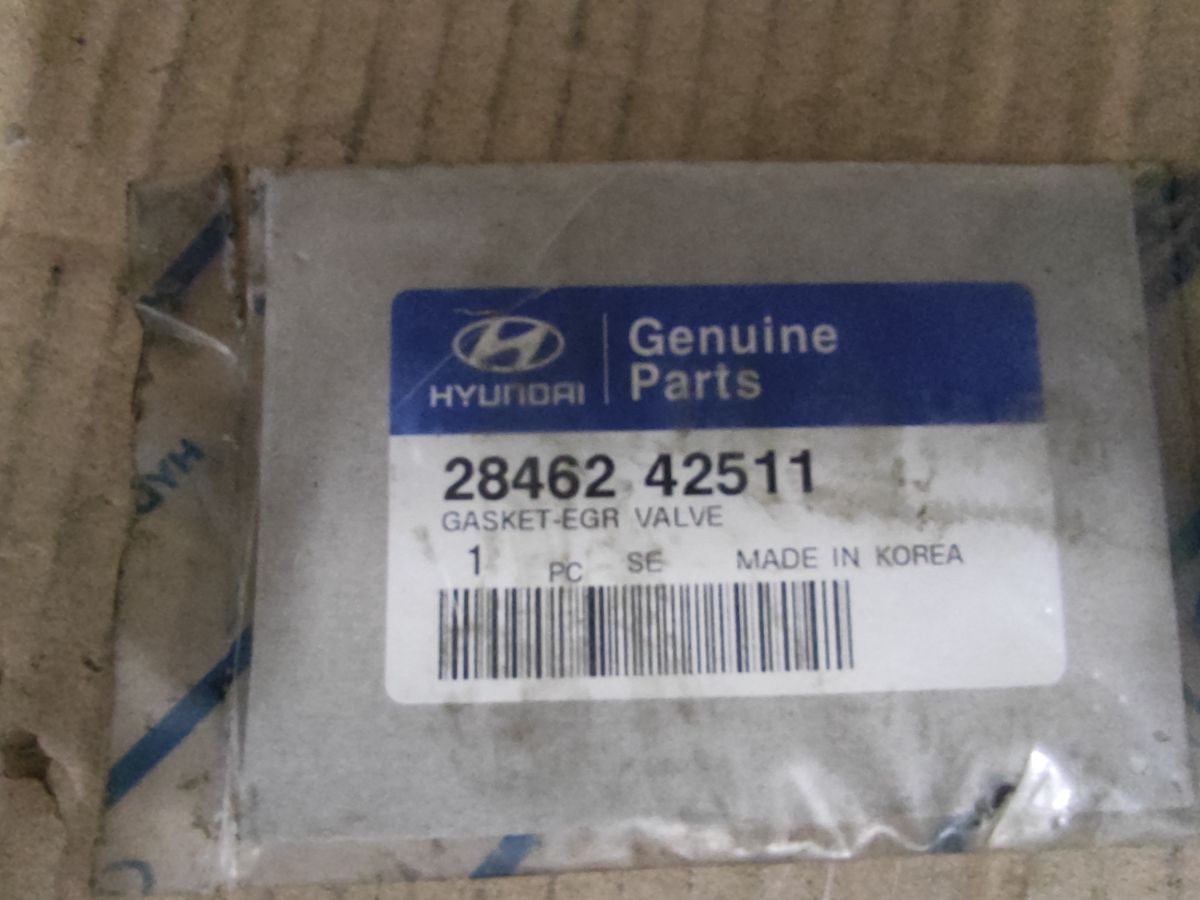 HYUNDAI
Genuine
Parts
28462 42511
GASKET-EGR VALVE
1 PC SE MADE IN KOREA